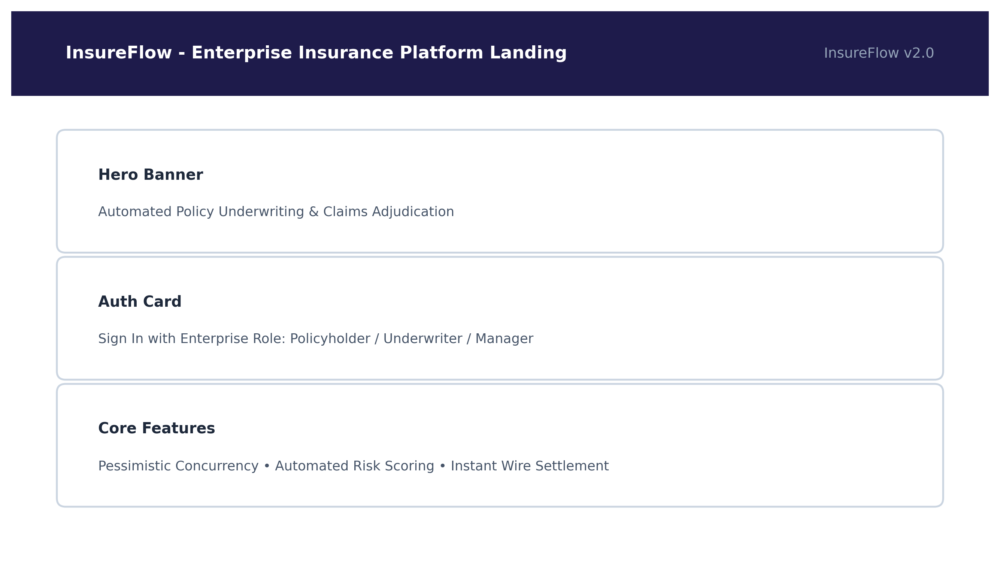 InsureFlow - Enterprise Insurance Platform Landing
InsureFlow v2.0
Hero Banner
Automated Policy Underwriting & Claims Adjudication
Auth Card
Sign In with Enterprise Role: Policyholder / Underwriter / Manager
Core Features
Pessimistic Concurrency • Automated Risk Scoring • Instant Wire Settlement